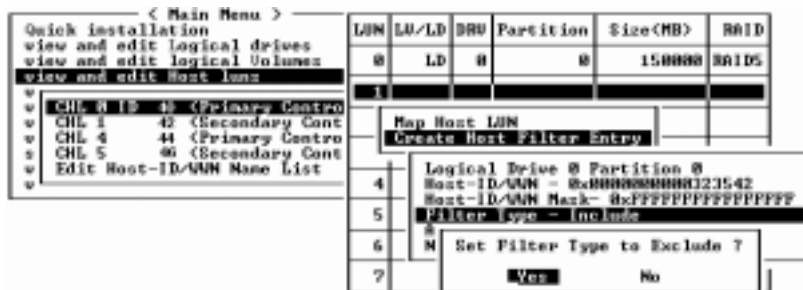 < Main Menu >
Quick installation
view and edit Logical drives
view and edit logical Volumes
view and edit Host luns
v
v CHL 0 ID 40 (Primary Contro
v CHL 1 42 (Secondary Cont
v CHL 4 44 (Primary Contro
s CHL 5 46 (Secondary Cont
v Edit Host-ID/WWN Name List
v
LUN LV/LD DRV Partition Size(MB) RAID
0 LD 0 0 150000 RAID5
1
Map Host LUN
Create Host Filter Entry
Logical Drive 0 Partition 0
4 Host-ID/WWN - 0x0000000000323542
Host-ID/WWN Mask- 0xFFFFFFFFFFFFFFFF
5 Filter Type - Include
A
6 N Set Filter Type to Exclude ?
7 Yes No